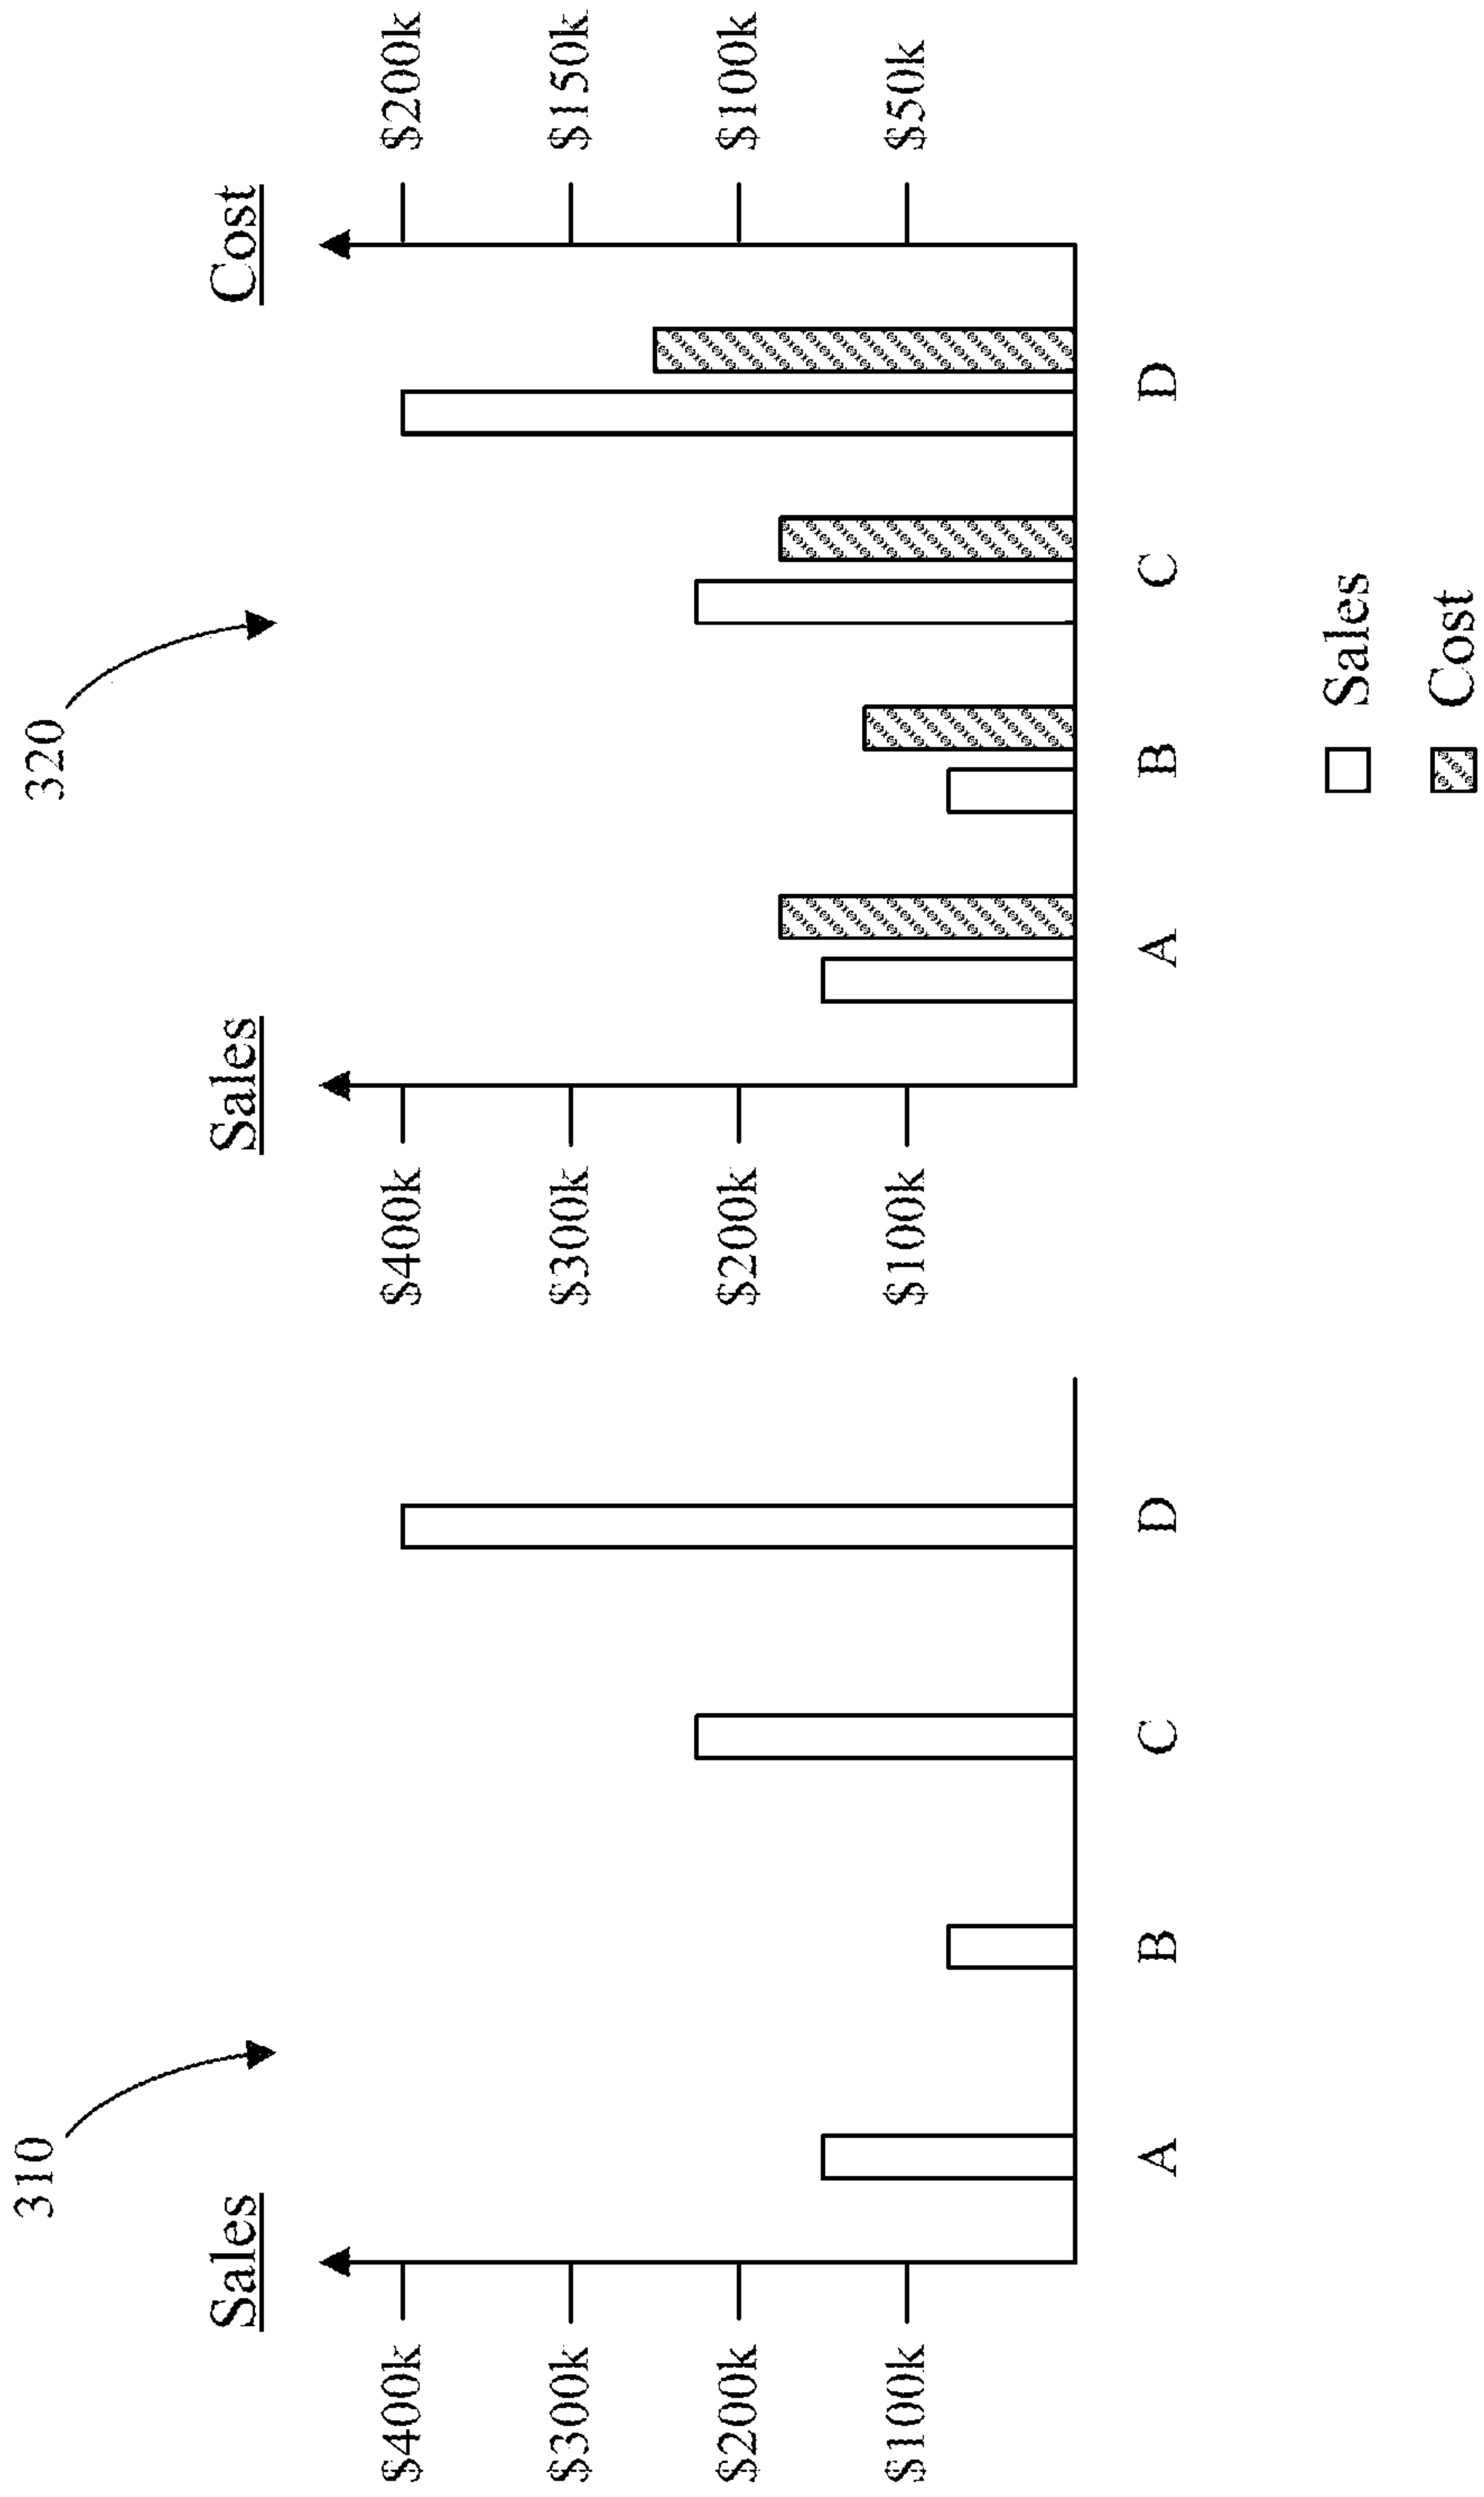 310
Sales
$400k
$300k
$200k
$100k
A B C D
320
Sales
Cost
$400k
$300k
$200k
$100k
$200k
$150k
$100k
$50k
A B C D
Sales
Cost